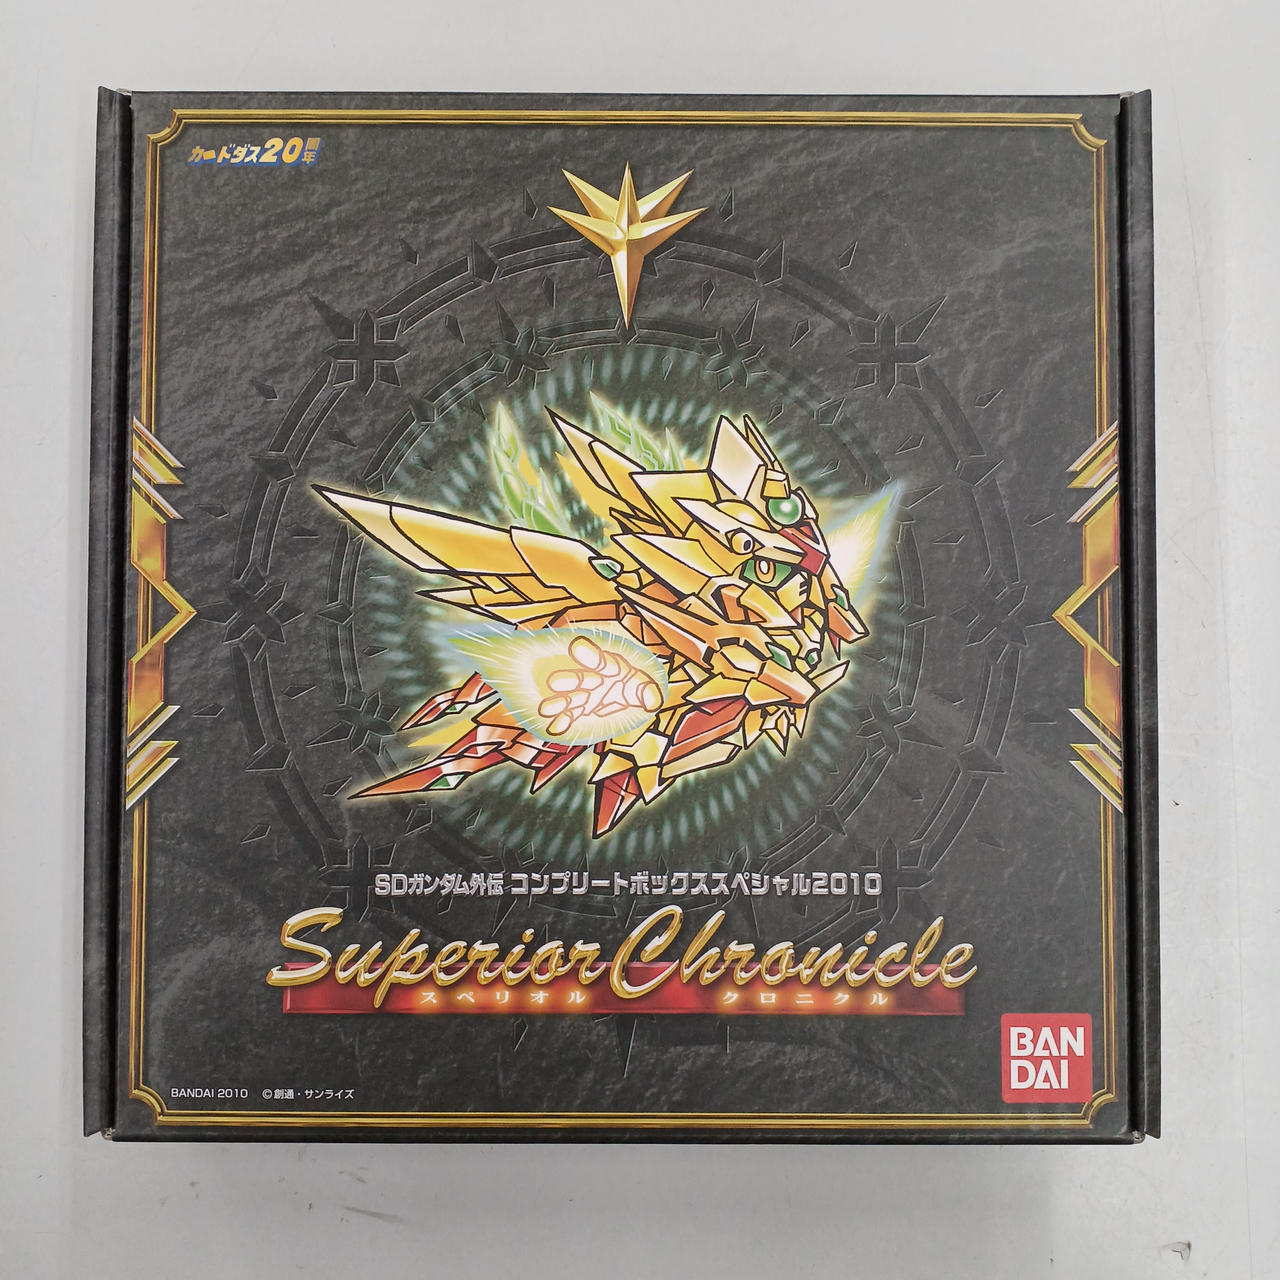 カードダス20周年
SDガンダム外伝 コンプリートボックススペシャル2010
Superior Chronicle
スペリオル クロニクル
BAN
DAI
BANDAI 2010 ©創通・サンライズ